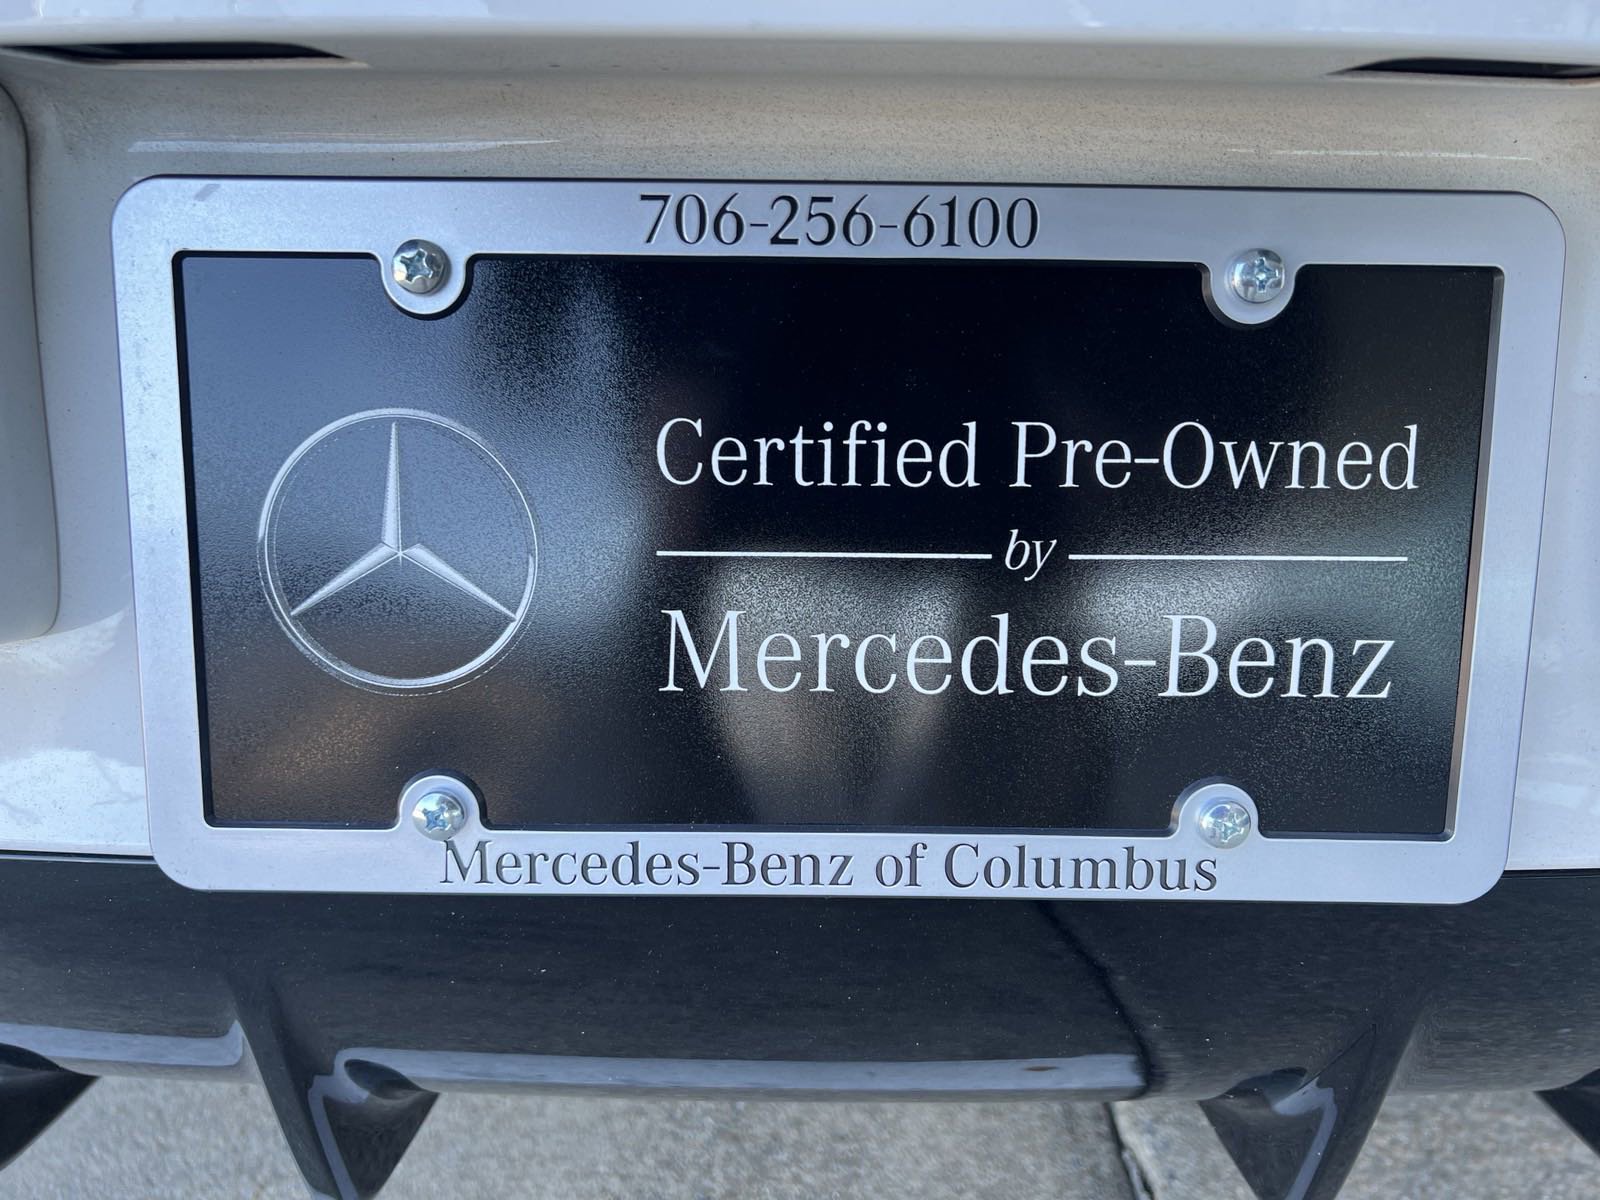 706-256-6100
Certified Pre-Owned
by
Mercedes-Benz
Mercedes-Benz of Columbus